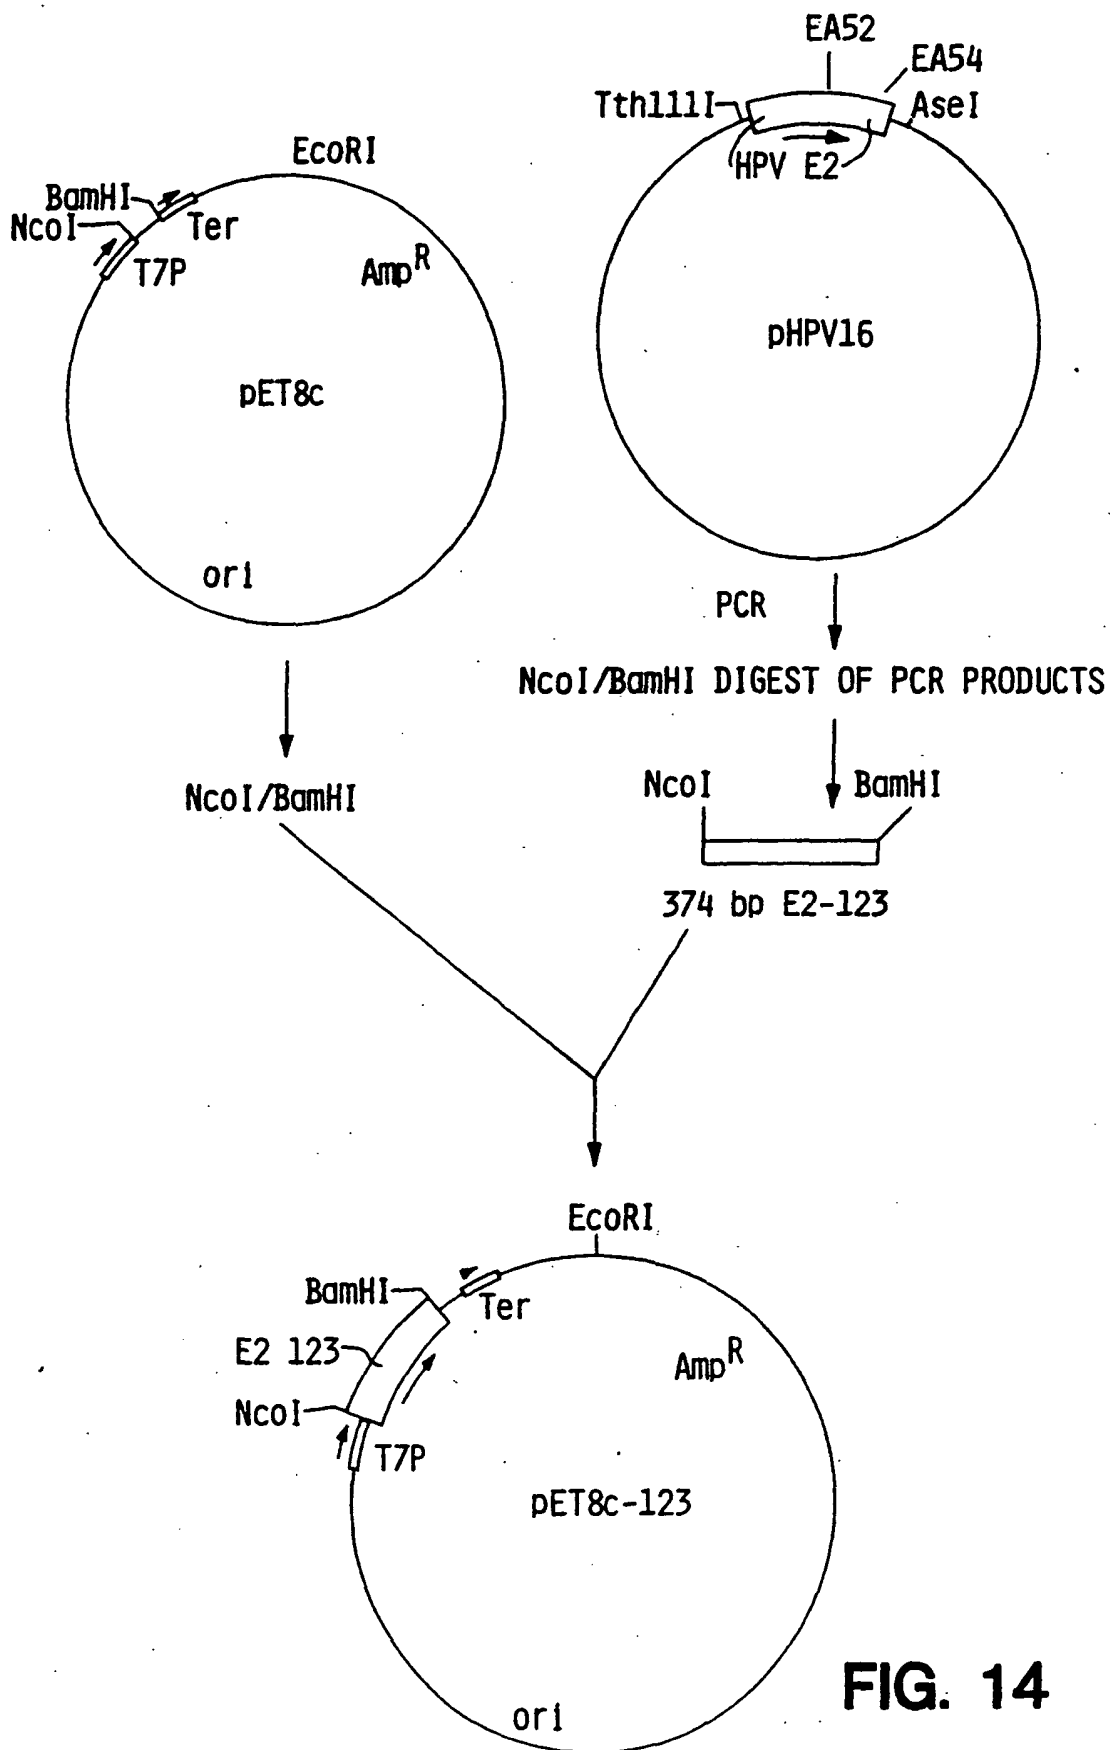 EA52
EA54
Tth111I
AseI
HPV E2
pHPV16
EcoRI
BamHI
NcoI
Ter
T7P
Amp^R
pET8c
ori
PCR
NcoI/BamHI DIGEST OF PCR PRODUCTS
NcoI/BamHI
NcoI
BamHI
374 bp E2-123
EcoRI
BamHI
Ter
E2 123
Amp^R
NcoI
T7P
pET8c-123
ori
FIG. 14